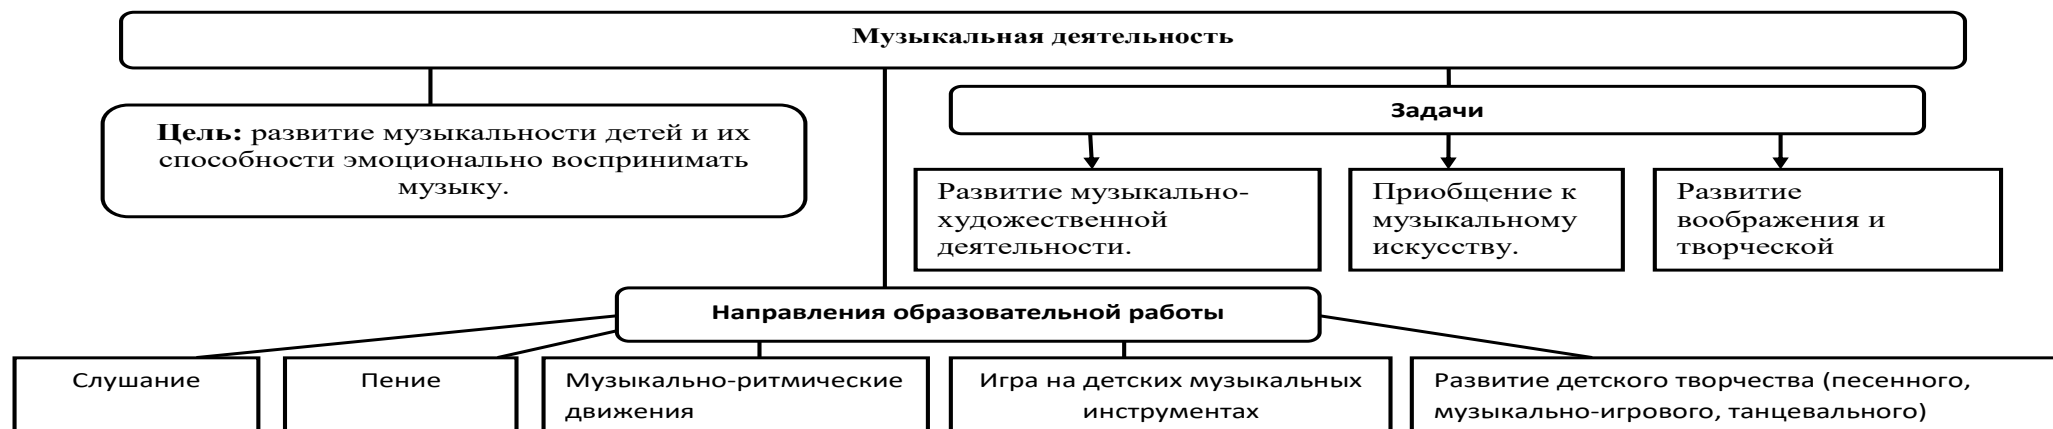 Музыкальная деятельность
Цель: развитие музыкальности детей и их
способности эмоционально воспринимать
музыку.
Задачи
Развитие музыкально-
художественной
деятельности.
Приобщение к
музыкальному
искусству.
Развитие
воображения и
творческой
Направления образовательной работы
Слушание
Пение
Музыкально-ритмические
движения
Игра на детских музыкальных
инструментах
Развитие детского творчества (песенного,
музыкально-игрового, танцевального)